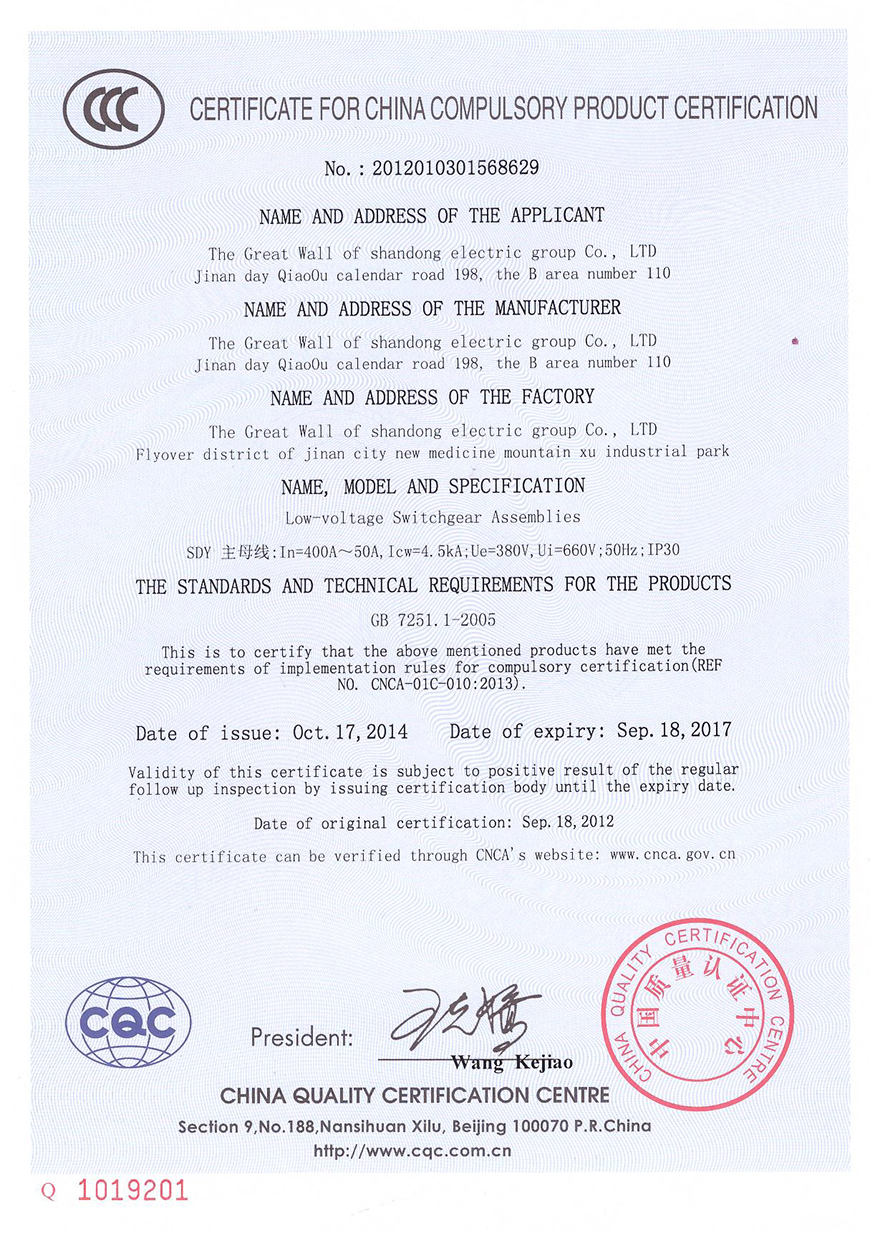 CCC
CERTIFICATE FOR CHINA COMPULSORY PRODUCT CERTIFICATION
No.: 2012010301568629
NAME AND ADDRESS OF THE APPLICANT
The Great Wall of shandong electric group Co., LTD
Jinan day QiaoOu calendar road 198, the B area number 110
NAME AND ADDRESS OF THE MANUFACTURER
The Great Wall of shandong electric group Co., LTD
Jinan day QiaoOu calendar road 198, the B area number 110
NAME AND ADDRESS OF THE FACTORY
The Great Wall of shandong electric group Co., LTD
Flyover district of jinan city new medicine mountain xu industrial park
NAME, MODEL AND SPECIFICATION
Low-voltage Switchgear Assemblies
SDY 主母线:In=400A～50A,Icw=4.5kA;Ue=380V,Ui=660V;50Hz;IP30
THE STANDARDS AND TECHNICAL REQUIREMENTS FOR THE PRODUCTS
GB 7251.1-2005
This is to certify that the above mentioned products have met the
requirements of implementation rules for compulsory certification(REF
NO. CNCA-01C-010:2013).
Date of issue: Oct.17,2014 Date of expiry: Sep.18,2017
Validity of this certificate is subject to positive result of the regular
follow up inspection by issuing certification body until the expiry date.
Date of original certification: Sep.18,2012
This certificate can be verified through CNCA's website: www.cnca.gov.cn
CHINA QUALITY CERTIFICATION CENTRE
中国质量认证中心
CQC
President:
王克娇
Wang Kejiao
CHINA QUALITY CERTIFICATION CENTRE
Section 9,No.188,Nansihuan Xilu, Beijing 100070 P.R.China
http://www.cqc.com.cn
Q 1019201